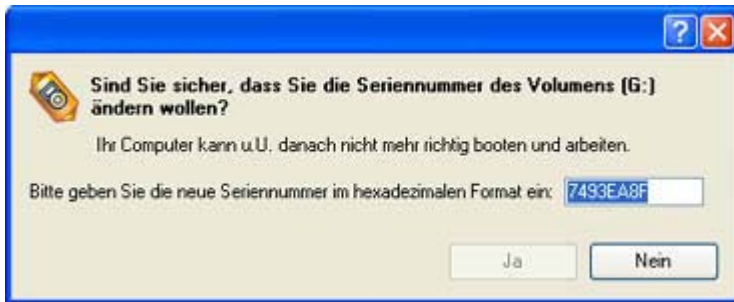 Sind Sie sicher, dass Sie die Seriennummer des Volumens (G:)
ändern wollen?
Ihr Computer kann u.U. danach nicht mehr richtig booten und arbeiten.
Bitte geben Sie die neue Seriennummer im hexadezimalen Format ein: 7493EA8F
Ja Nein